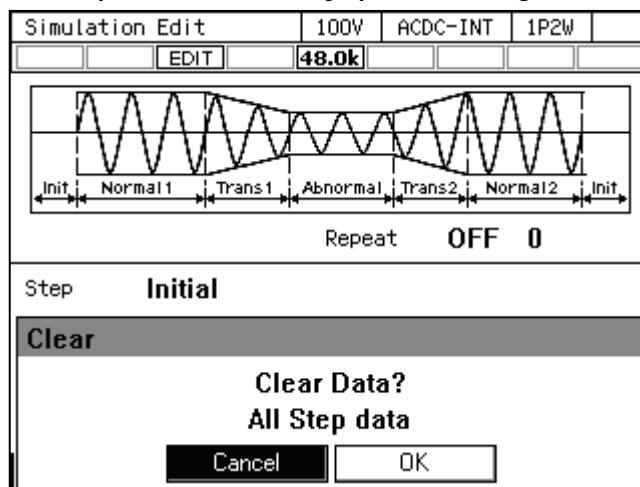 Simulation Edit 100V ACDC-INT 1P2W
EDIT 48.0k
Init Normal1 Trans1 Abnormal Trans2 Normal2 Init
Repeat OFF 0
Step Initial
Clear
Clear Data?
All Step data
Cancel OK